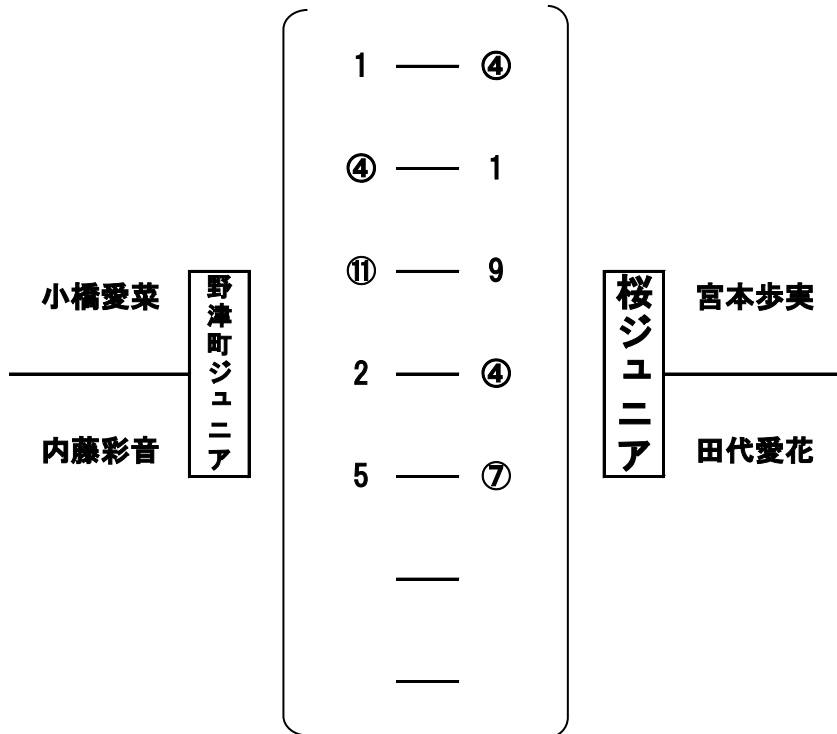 1 — ④
④ — 1
⑪ — 9
2 — ④
5 — ⑦
—
—
小橋愛菜
内藤彩音
野津町ジュニア
桜ジュニア
宮本歩実
田代愛花